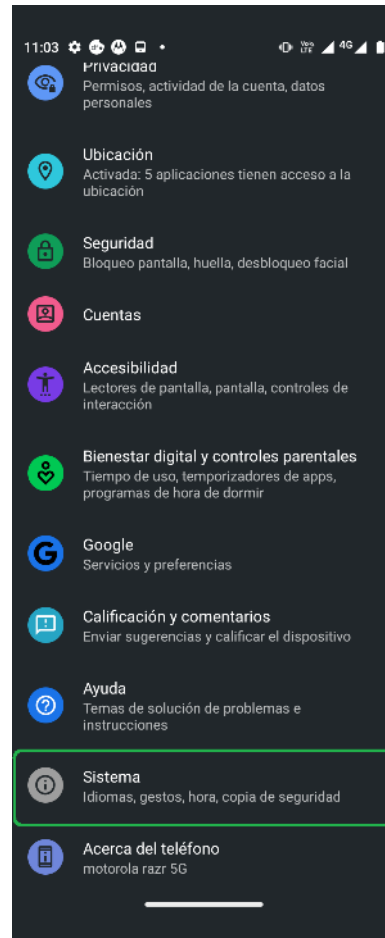 11:03
VoLTE 4G
Privacidad
Permisos, actividad de la cuenta, datos
personales
Ubicación
Activada: 5 aplicaciones tienen acceso a la
ubicación
Seguridad
Bloqueo pantalla, huella, desbloqueo facial
Cuentas
Accesibilidad
Lectores de pantalla, pantalla, controles de
interacción
Bienestar digital y controles parentales
Tiempo de uso, temporizadores de apps,
programas de hora de dormir
Google
Servicios y preferencias
Calificación y comentarios
Enviar sugerencias y calificar el dispositivo
Ayuda
Temas de solución de problemas e
instrucciones
Sistema
Idiomas, gestos, hora, copia de seguridad
Acerca del teléfono
motorola razr 5G